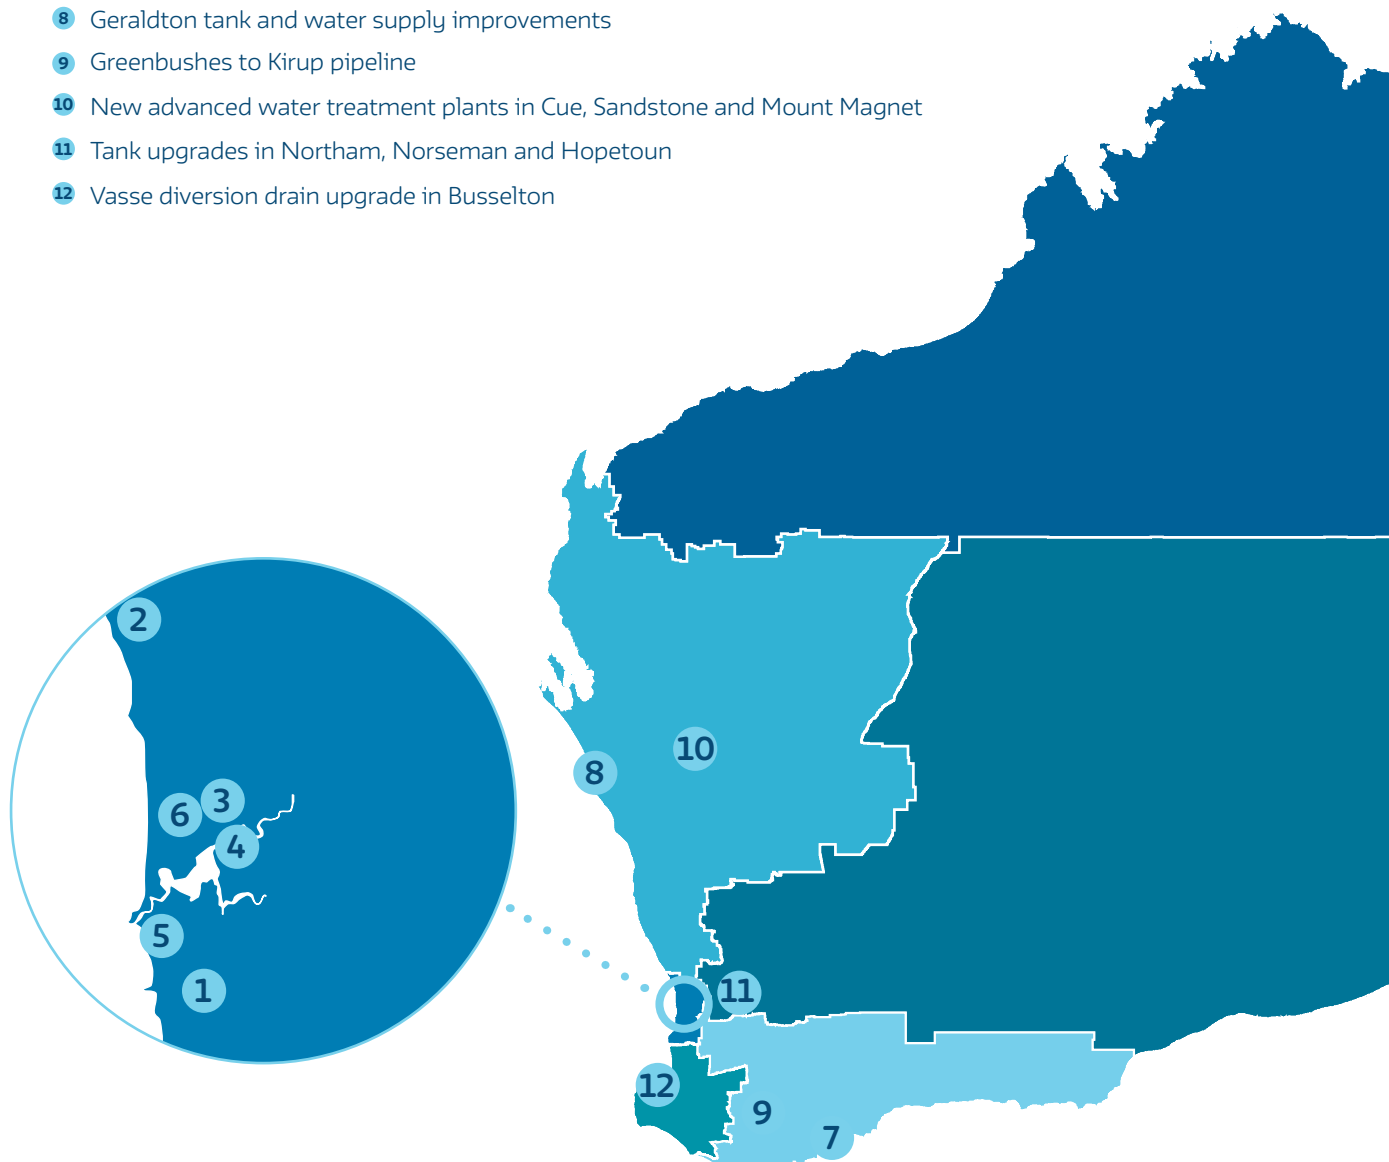 8 Geraldton tank and water supply improvements
9 Greenbushes to Kirup pipeline
10 New advanced water treatment plants in Cue, Sandstone and Mount Magnet
11 Tank upgrades in Northam, Norseman and Hopetoun
12 Vasse diversion drain upgrade in Busselton
2
10
8
3
6
4
5
1
11
12
9
7